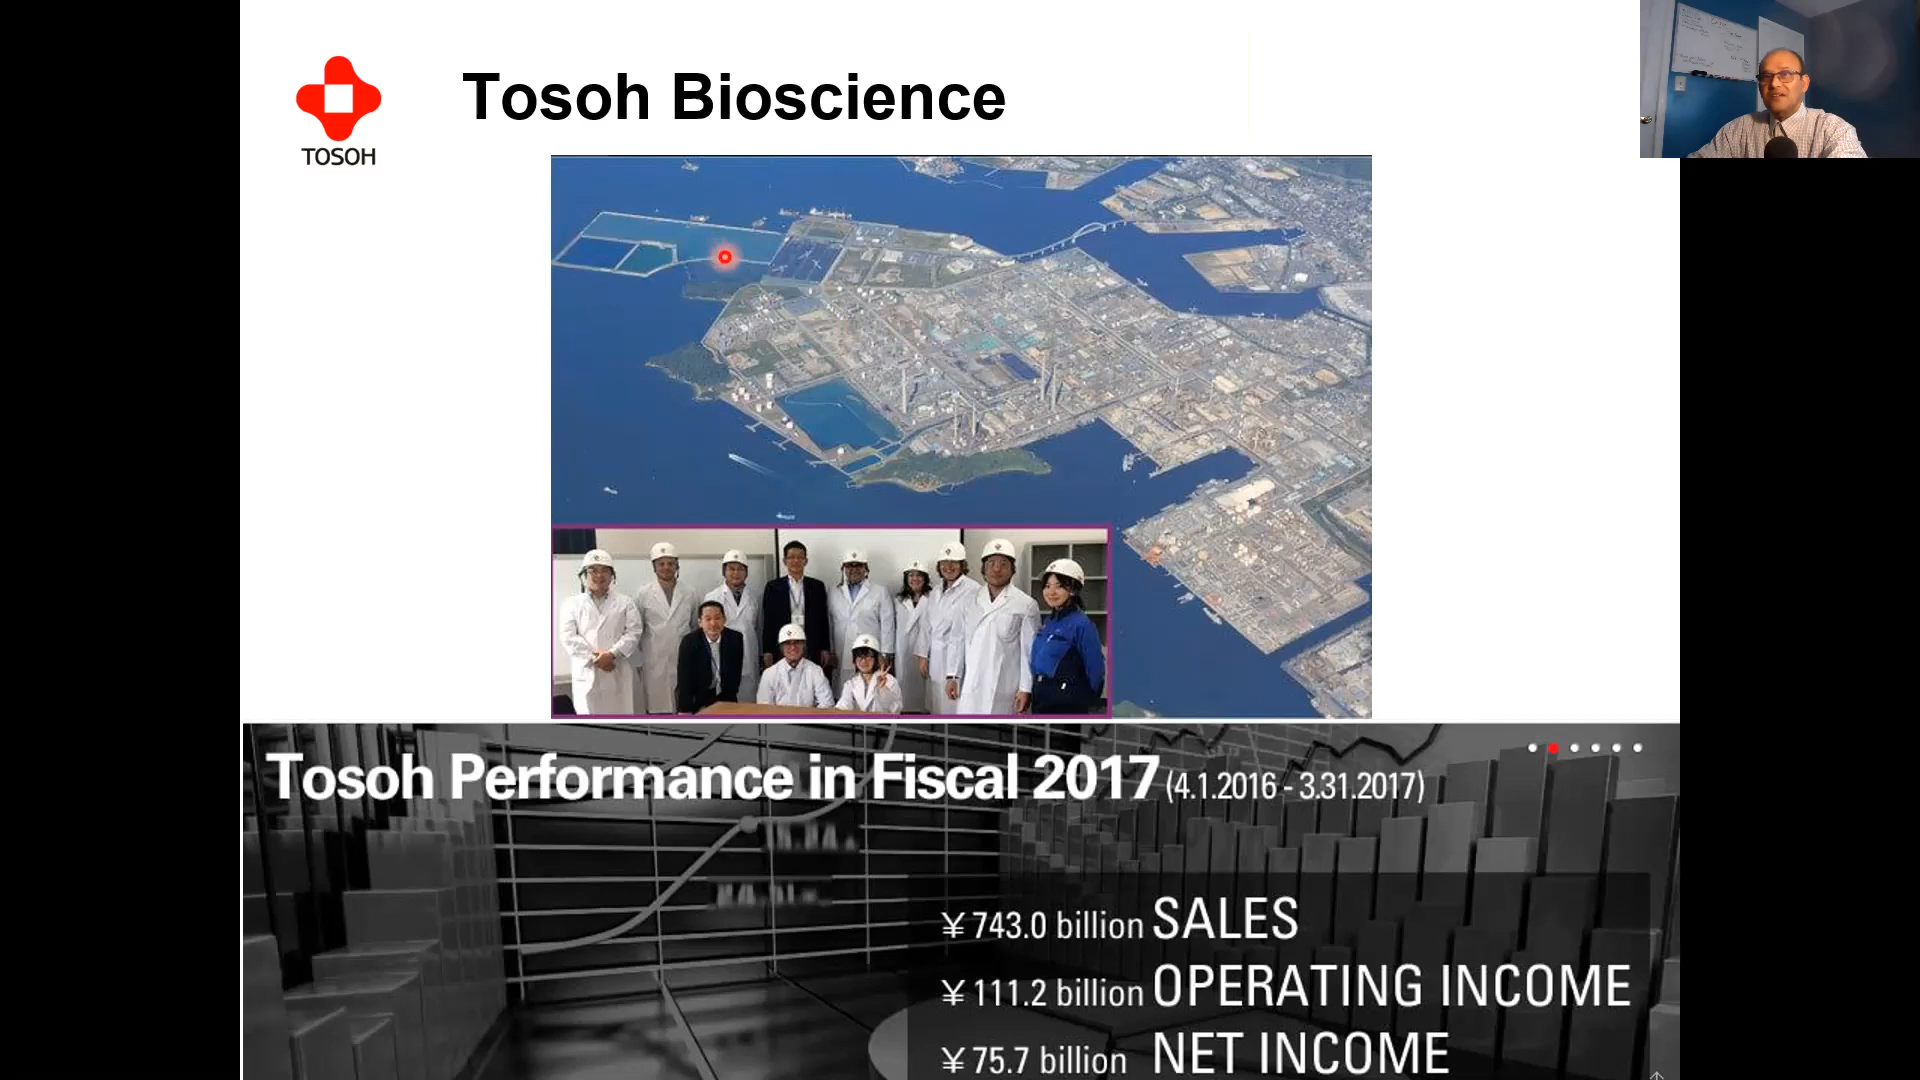 TOSOH
Tosoh Bioscience
Tosoh Performance in Fiscal 2017 (4.1.2016 - 3.31.2017)
¥ 743.0 billion SALES
¥ 111.2 billion OPERATING INCOME
¥ 75.7 billion NET INCOME